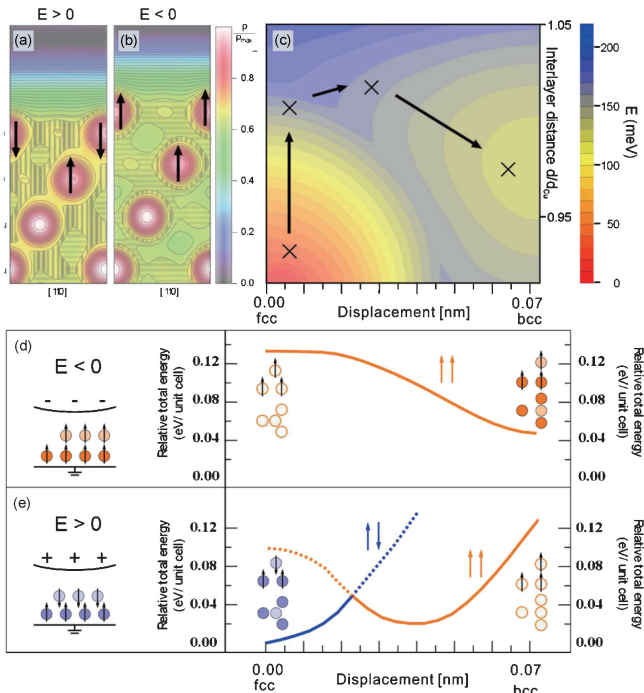 E > 0
E < 0
(a)
(b)
ρ
ρmax
1
0.8
0.6
0.4
0.2
0
[110]
[110]
(c)
1.05
0.95
Interlayer distance d/dCu
0.00
fcc
Displacement [nm]
0.07
bcc
200
150
100
50
0
E (meV)
(d)
E < 0
- - -
Relative total energy
(eV/ unit cell)
0.12
0.08
0.04
0.00
0.12
0.08
0.04
0.00
Relative total energy
(eV/ unit cell)
(e)
E > 0
+ + +
Relative total energy
(eV/ unit cell)
0.12
0.08
0.04
0.00
0.12
0.08
0.04
0.00
Relative total energy
(eV/ unit cell)
0.00
fcc
Displacement [nm]
0.07
bcc